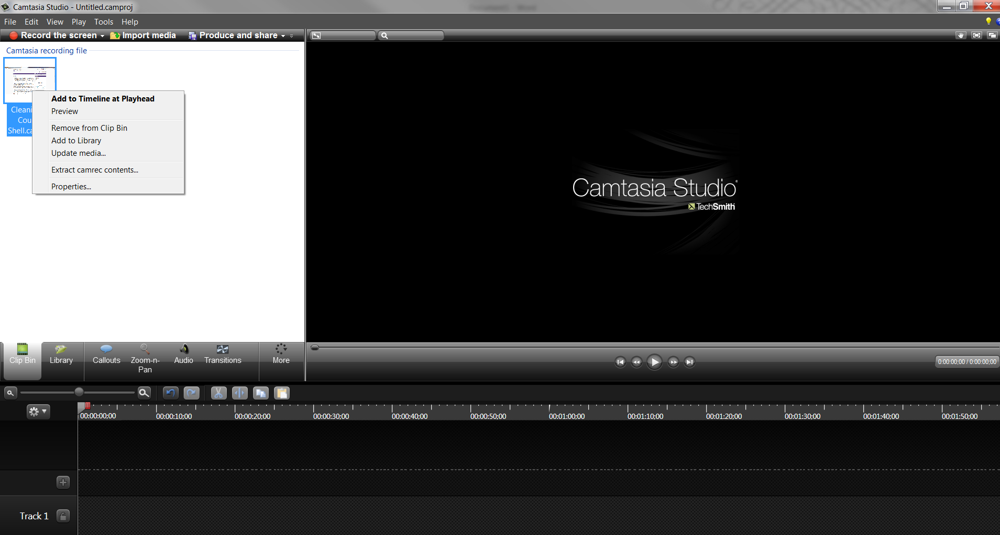 Camtasia Studio - Untitled.camproj
File Edit View Play Tools Help
Record the screen Import media Produce and share
Camtasia recording file
Cleani
Cou
Shell.ca
Add to Timeline at Playhead
Preview
Remove from Clip Bin
Add to Library
Update media...
Extract camrec contents...
Properties...
Camtasia Studio®
TechSmith
Clip Bin Library Callouts Zoom-n-
Pan Audio Transitions More
0:00:00;00 / 0:00:00;00
00:00:00;00 00:00:10;00 00:00:20;00 00:00:30;00 00:00:40;00 00:00:50;00 00:01:00;00 00:01:10;00 00:01:20;00 00:01:30;00 00:01:40;00 00:01:50;00
Track 1